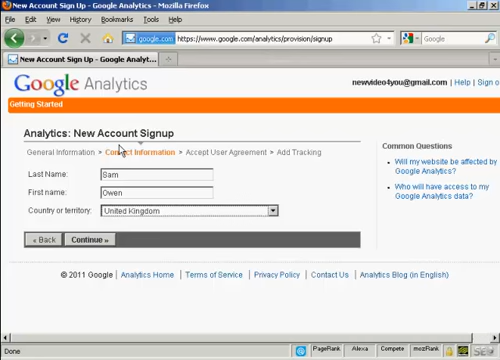 New Account Sign Up - Google Analytics - Mozilla Firefox
File Edit View History Bookmarks Tools Help
google.com https://www.google.com/analytics/provision/signup
Google
New Account Sign Up - Google Analyt...
Google Analytics
newvideo4you@gmail.com | Help | Sign o
Getting Started
Analytics: New Account Signup
General Information > Contact Information > Accept User Agreement > Add Tracking
Last Name: Sam
First name: Owen
Country or territory: United Kingdom
« Back Continue »
Common Questions
Will my website be affected by
Google Analytics?
Who will have access to my
Google Analytics data?
© 2011 Google | Analytics Home | Terms of Service | Privacy Policy | Contact Us | Analytics Blog (in English)
Done PageRank Alexa Compete mozRank